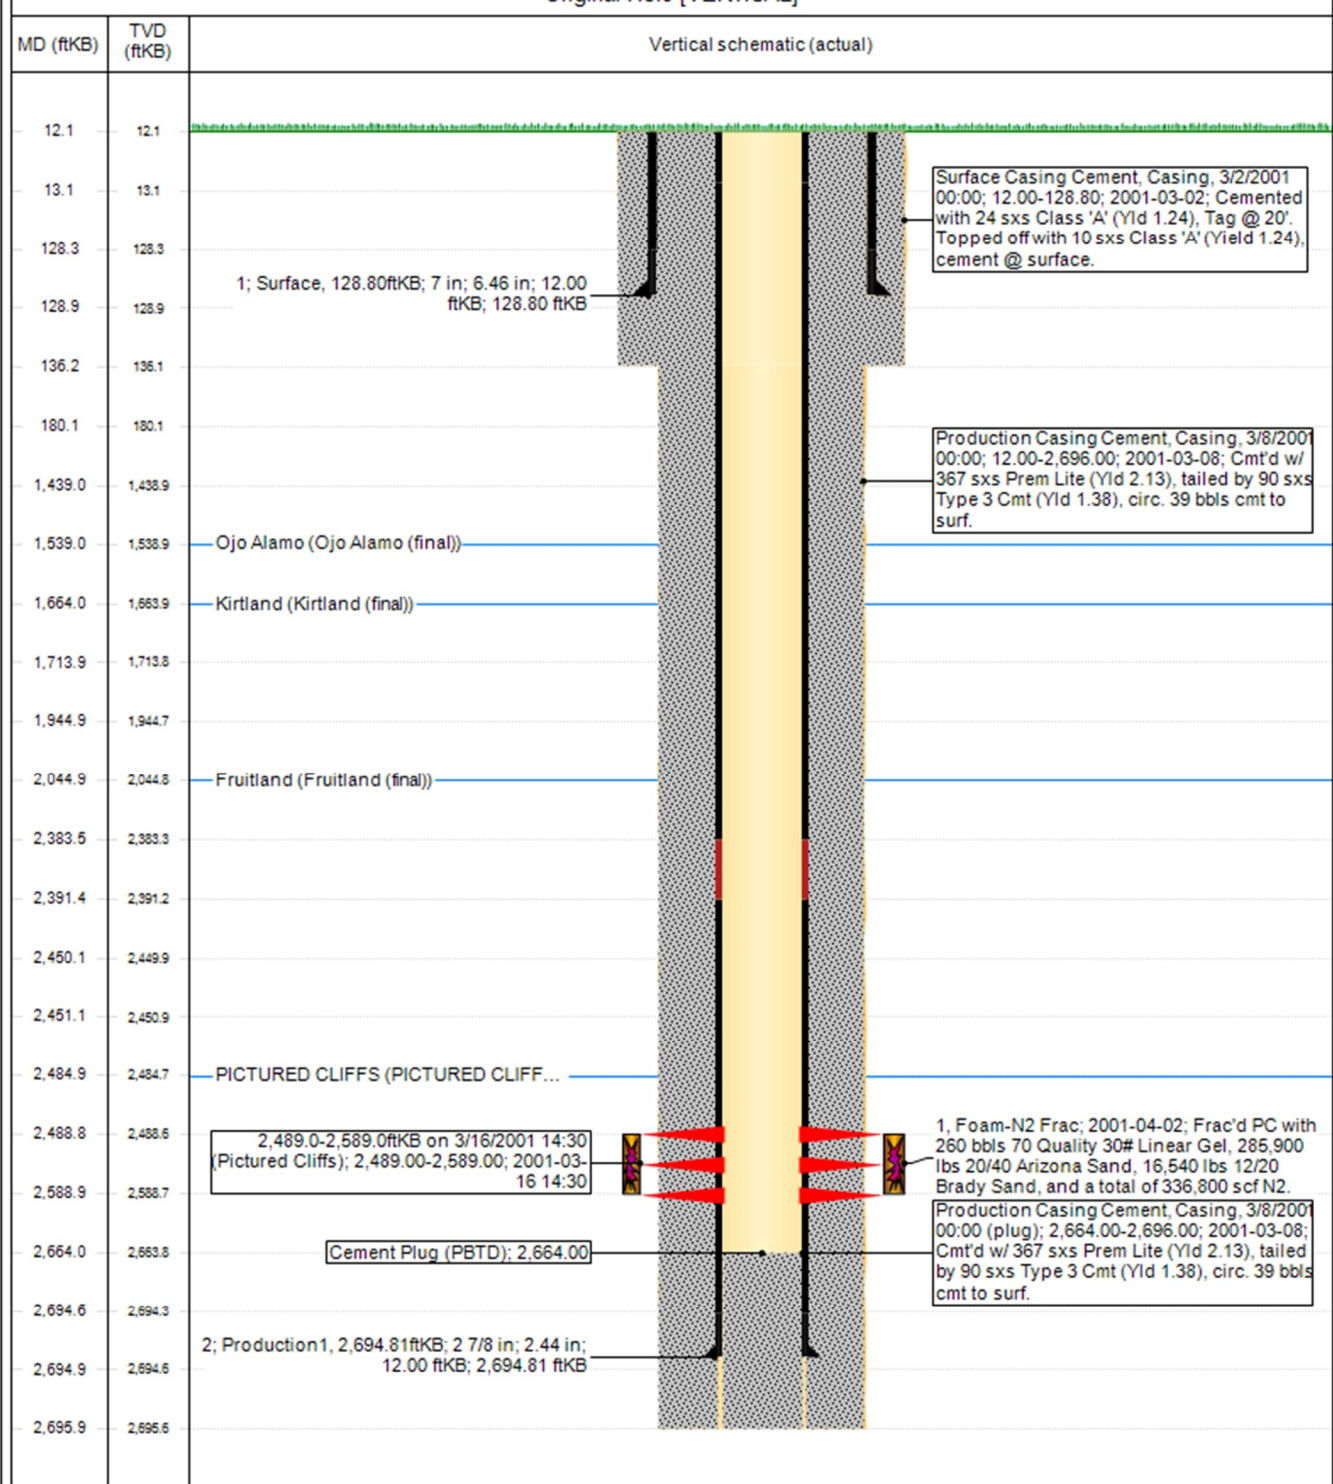 MD (ftKB)
TVD
(ftKB)
Vertical schematic (actual)
12.1
12.1
13.1
13.1
Surface Casing Cement, Casing, 3/2/2001
00:00; 12.00-128.80; 2001-03-02; Cemented
with 24 sxs Class 'A' (Yld 1.24), Tag @ 20'.
Topped off with 10 sxs Class 'A' (Yield 1.24),
cement @ surface.
128.3
128.3
1; Surface, 128.80ftKB; 7 in; 6.46 in; 12.00
ftKB; 128.80 ftKB
128.9
128.9
136.2
136.1
180.1
180.1
Production Casing Cement, Casing, 3/8/2001
00:00; 12.00-2,696.00; 2001-03-08; Cmt'd w/
367 sxs Prem Lite (Yld 2.13), tailed by 90 sxs
Type 3 Cmt (Yld 1.38), circ. 39 bbls cmt to
surf.
1,439.0
1,438.9
1,539.0
1,538.9
Ojo Alamo (Ojo Alamo (final))
1,664.0
1,663.9
Kirtland (Kirtland (final))
1,713.9
1,713.8
1,944.9
1,944.7
2,044.9
2,044.8
Fruitland (Fruitland (final))
2,383.5
2,383.3
2,391.4
2,391.2
2,450.1
2,449.9
2,451.1
2,450.9
2,484.9
2,484.7
PICTURED CLIFFS (PICTURED CLIFF...
2,488.8
2,488.6
2,489.0-2,589.0ftKB on 3/16/2001 14:30
(Pictured Cliffs); 2,489.00-2,589.00; 2001-03-
16 14:30
1, Foam-N2 Frac; 2001-04-02; Frac'd PC with
260 bbls 70 Quality 30# Linear Gel, 285,900
lbs 20/40 Arizona Sand, 16,540 lbs 12/20
Brady Sand, and a total of 336,800 scf N2.
2,588.9
2,588.7
Production Casing Cement, Casing, 3/8/2001
00:00 (plug); 2,664.00-2,696.00; 2001-03-08;
Cmt'd w/ 367 sxs Prem Lite (Yld 2.13), tailed
by 90 sxs Type 3 Cmt (Yld 1.38), circ. 39 bbls
cmt to surf.
2,664.0
2,663.8
Cement Plug (PBTD); 2,664.00
2,694.6
2,694.3
2; Production1, 2,694.81ftKB; 2 7/8 in; 2.44 in;
12.00 ftKB; 2,694.81 ftKB
2,694.9
2,694.6
2,695.9
2,695.6